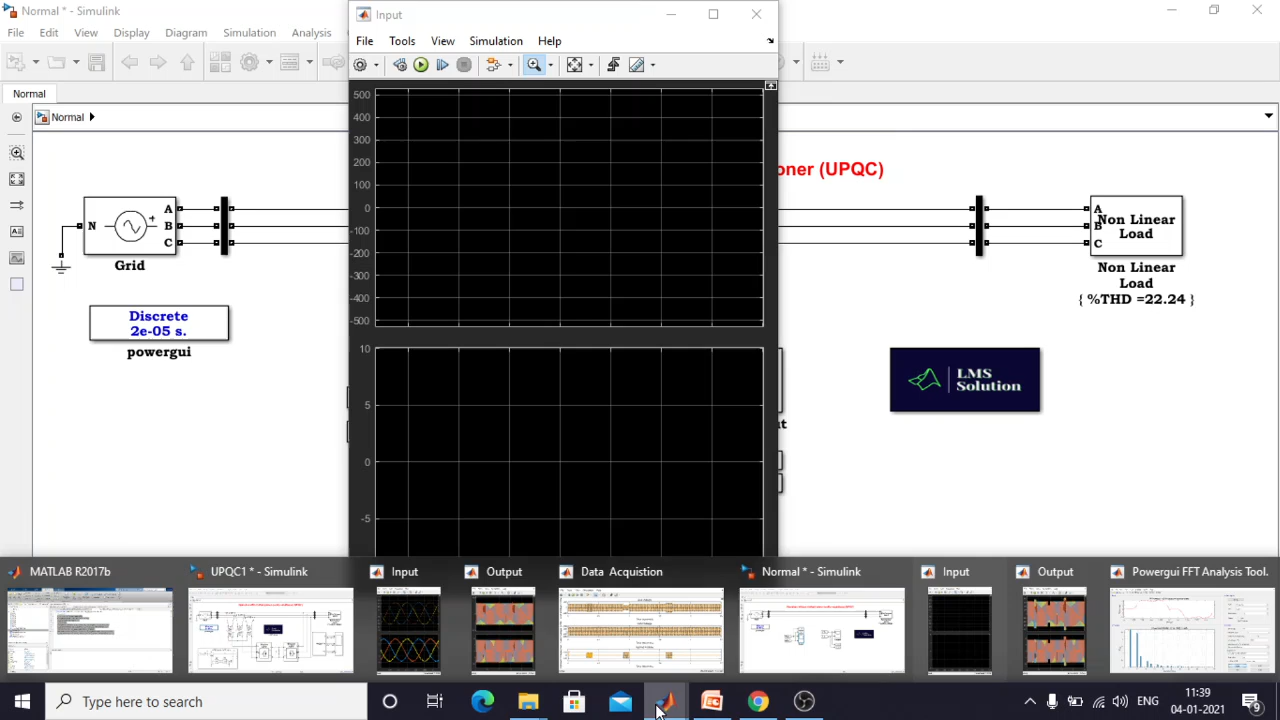 Normal * - Simulink
File Edit View Display Diagram Simulation Analysis
Normal
Normal
Input
File Tools View Simulation Help
500
400
300
200
100
0
-100
-200
-300
-400
-500
10
5
0
-5
oner (UPQC)
N
A
B
C
Grid
Discrete
2e-05 s.
powergui
A
B
C
Non Linear
Load
Non Linear
Load
{ %THD =22.24 }
LMS
Solution
MATLAB R2017b
UPQC1 * - Simulink
Input
Output
Data Acquistion
Normal * - Simulink
Input
Output
Powergui FFT Analysis Tool.
Type here to search
ENG
11:39
04-01-2021
9